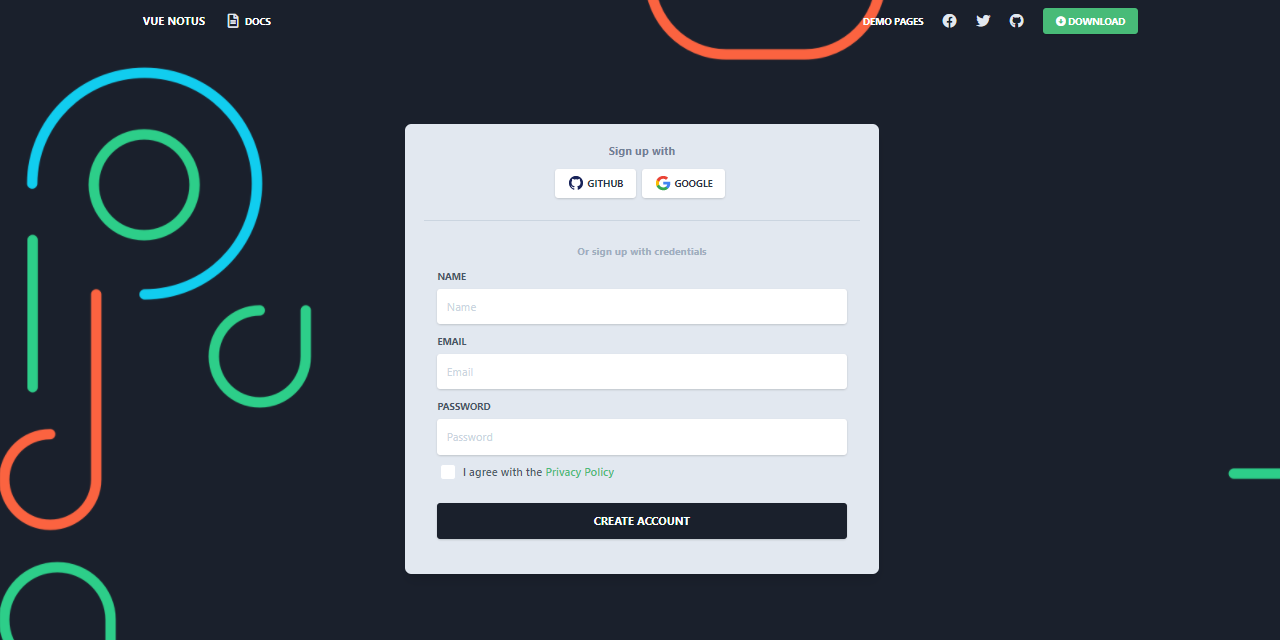 VUE NOTUS DOCS DEMO PAGES DOWNLOAD
Sign up with
GITHUB GOOGLE
Or sign up with credentials
NAME
Name
EMAIL
Email
PASSWORD
Password
I agree with the Privacy Policy
CREATE ACCOUNT